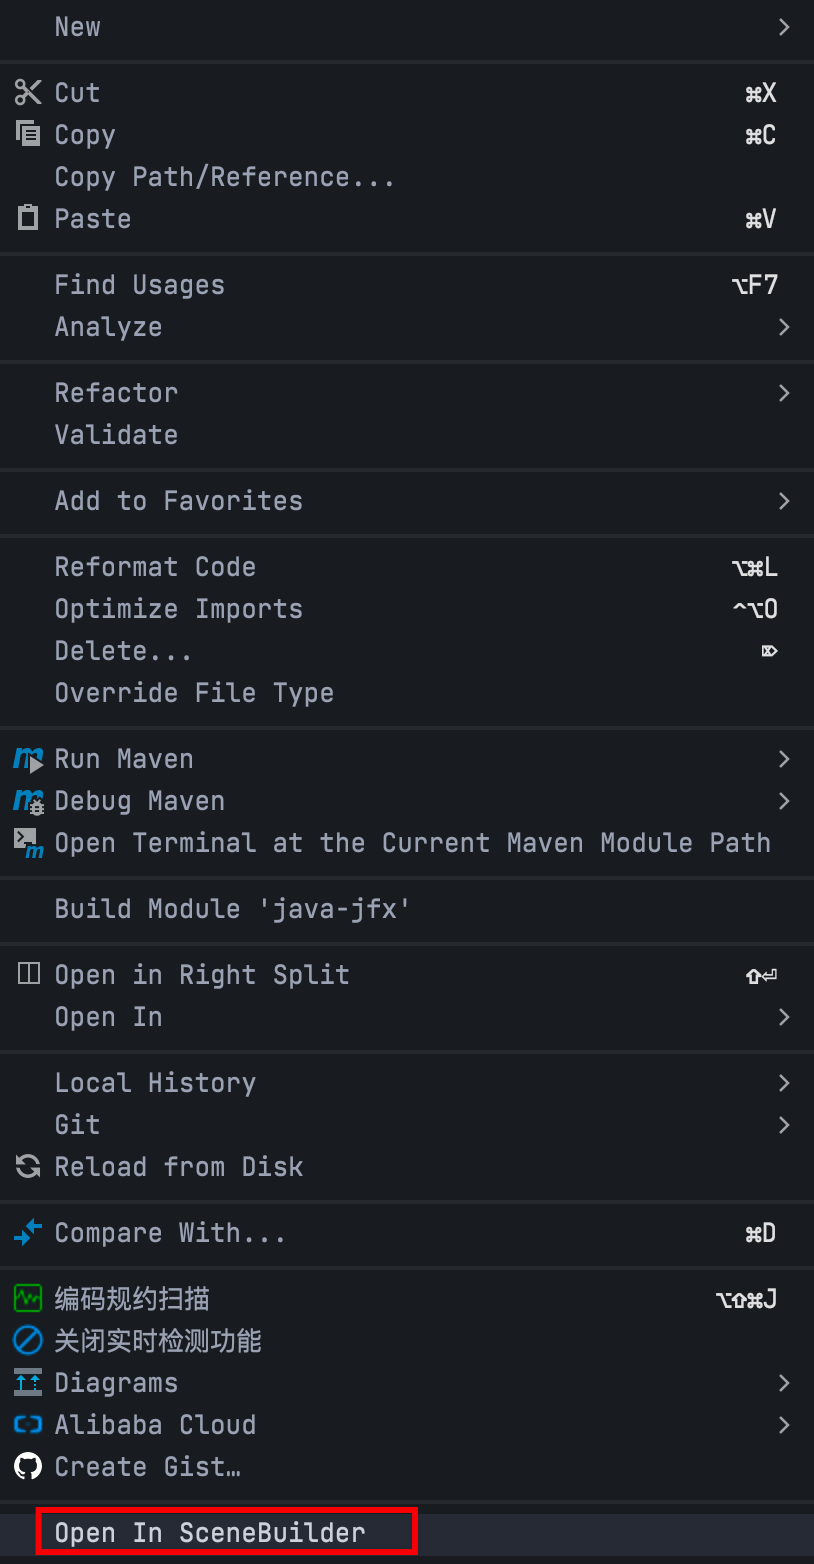 New
Cut ⌘X
Copy ⌘C
Copy Path/Reference...
Paste ⌘V
Find Usages ⌥F7
Analyze
Refactor
Validate
Add to Favorites
Reformat Code ⌥⌘L
Optimize Imports ^⌥O
Delete... ⌦
Override File Type
Run Maven
Debug Maven
Open Terminal at the Current Maven Module Path
Build Module 'java-jfx'
Open in Right Split ⇧⏎
Open In
Local History
Git
Reload from Disk
Compare With... ⌘D
编码规约扫描 ⌥⇧⌘J
关闭实时检测功能
Diagrams
Alibaba Cloud
Create Gist…
Open In SceneBuilder